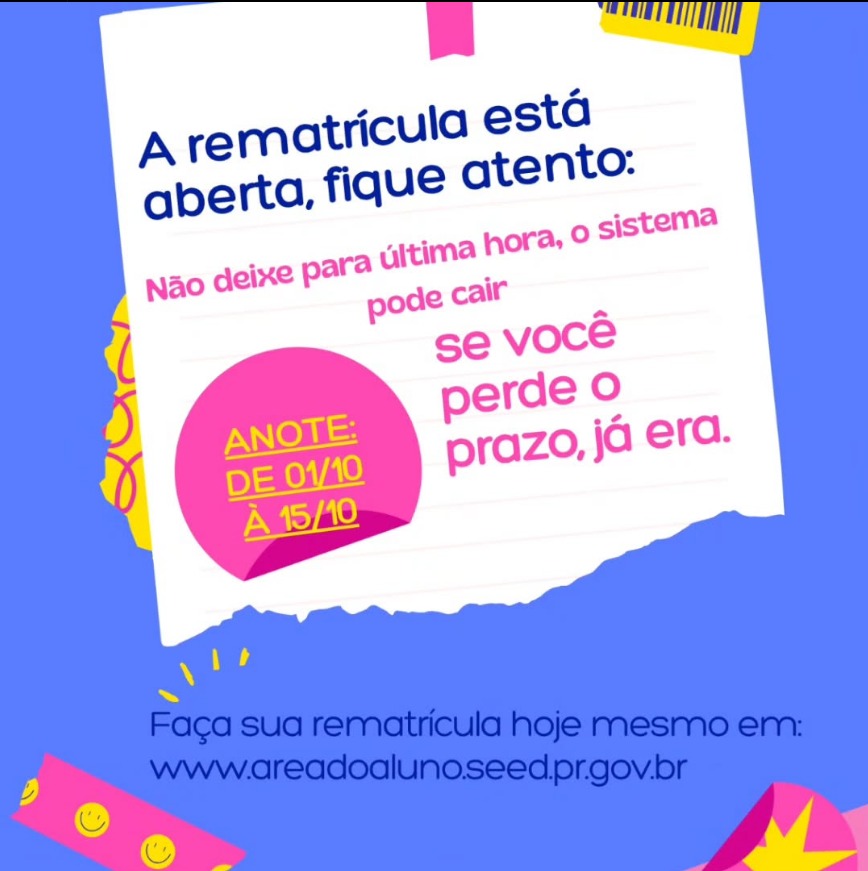 A rematrícula está
aberta, fique atento:
Não deixe para última hora, o sistema
pode cair
se você
perde o
prazo, já era.
ANOTE:
DE 01/10
À 15/10
Faça sua rematrícula hoje mesmo em:
www.areadoaluno.seed.pr.gov.br